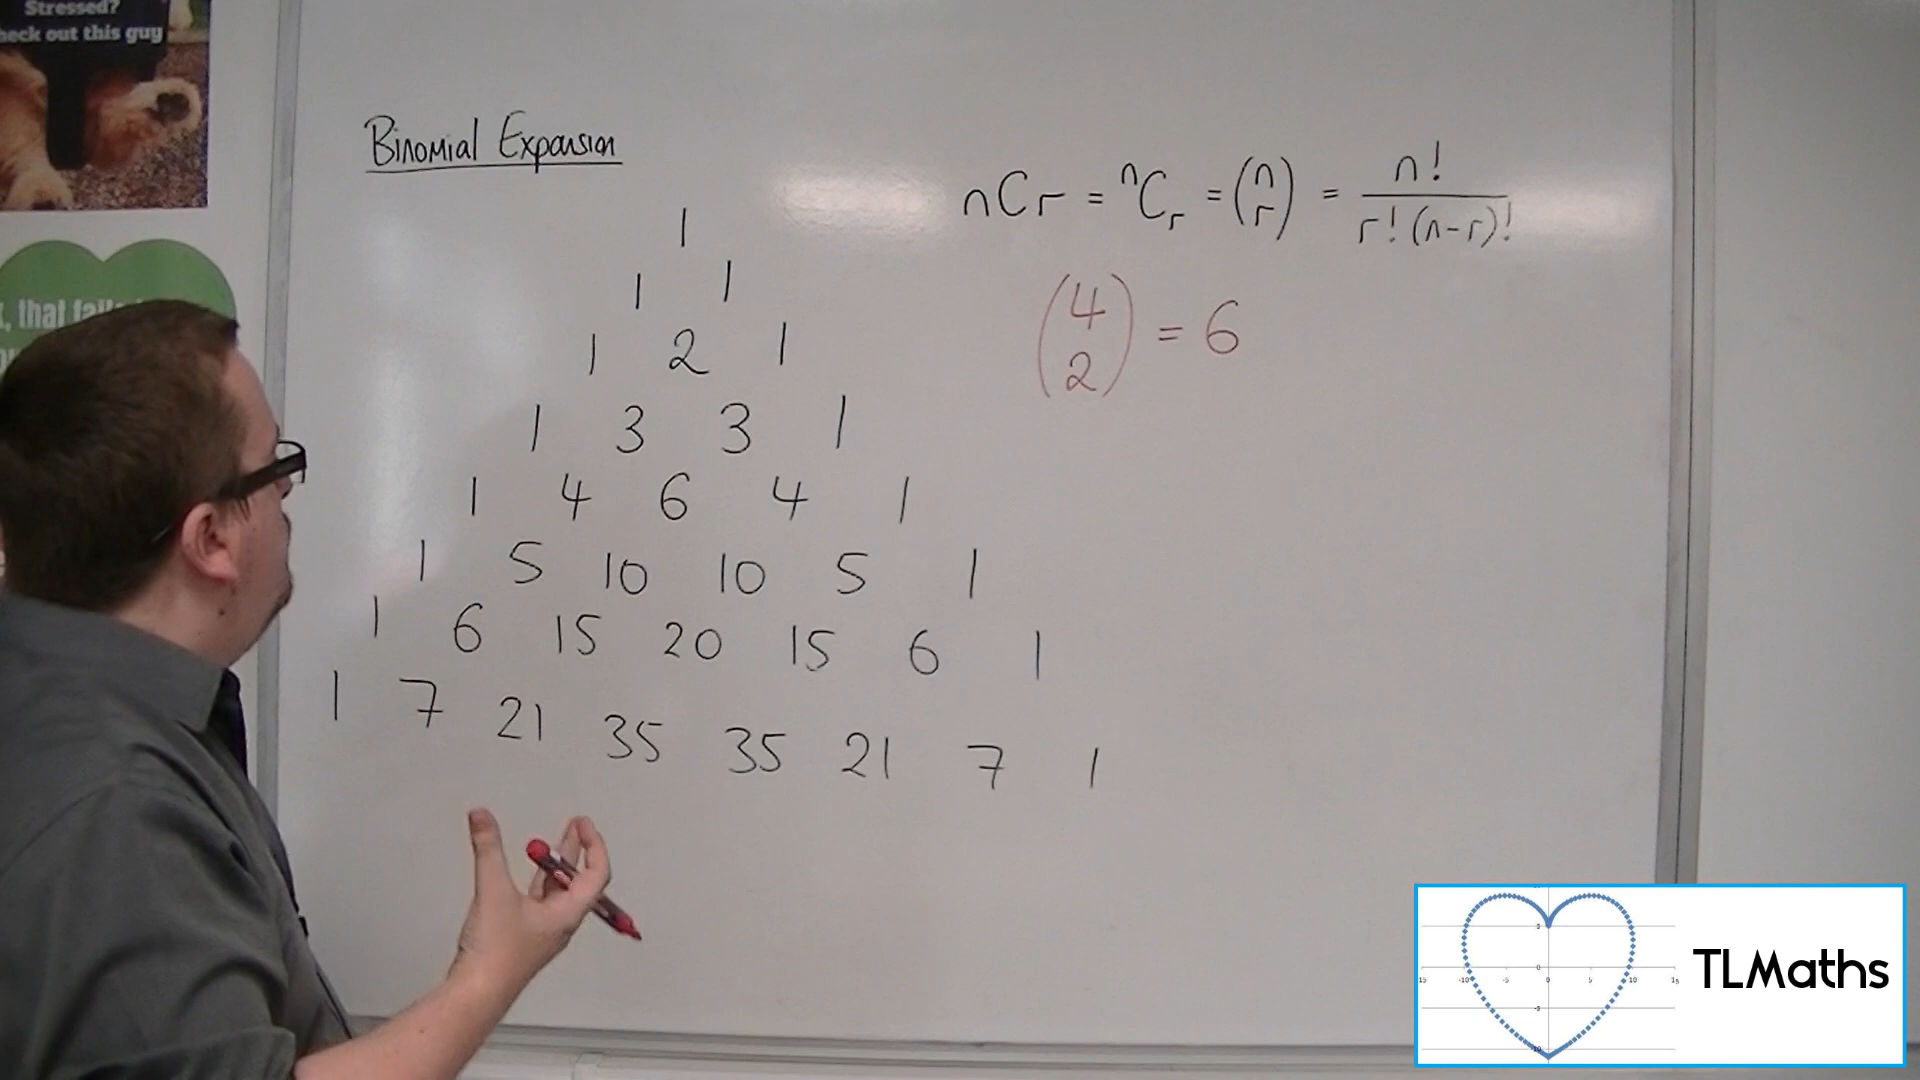 Stressed?
heck out this guy
, that
Binomial Expansion
nCr = ⁿCᵣ = (n r) = n! / r!(n-r)!
(4 2) = 6
1
1 1
1 2 1
1 3 3 1
1 4 6 4 1
1 5 10 10 5 1
1 6 15 20 15 6 1
1 7 21 35 35 21 7 1
TLMaths